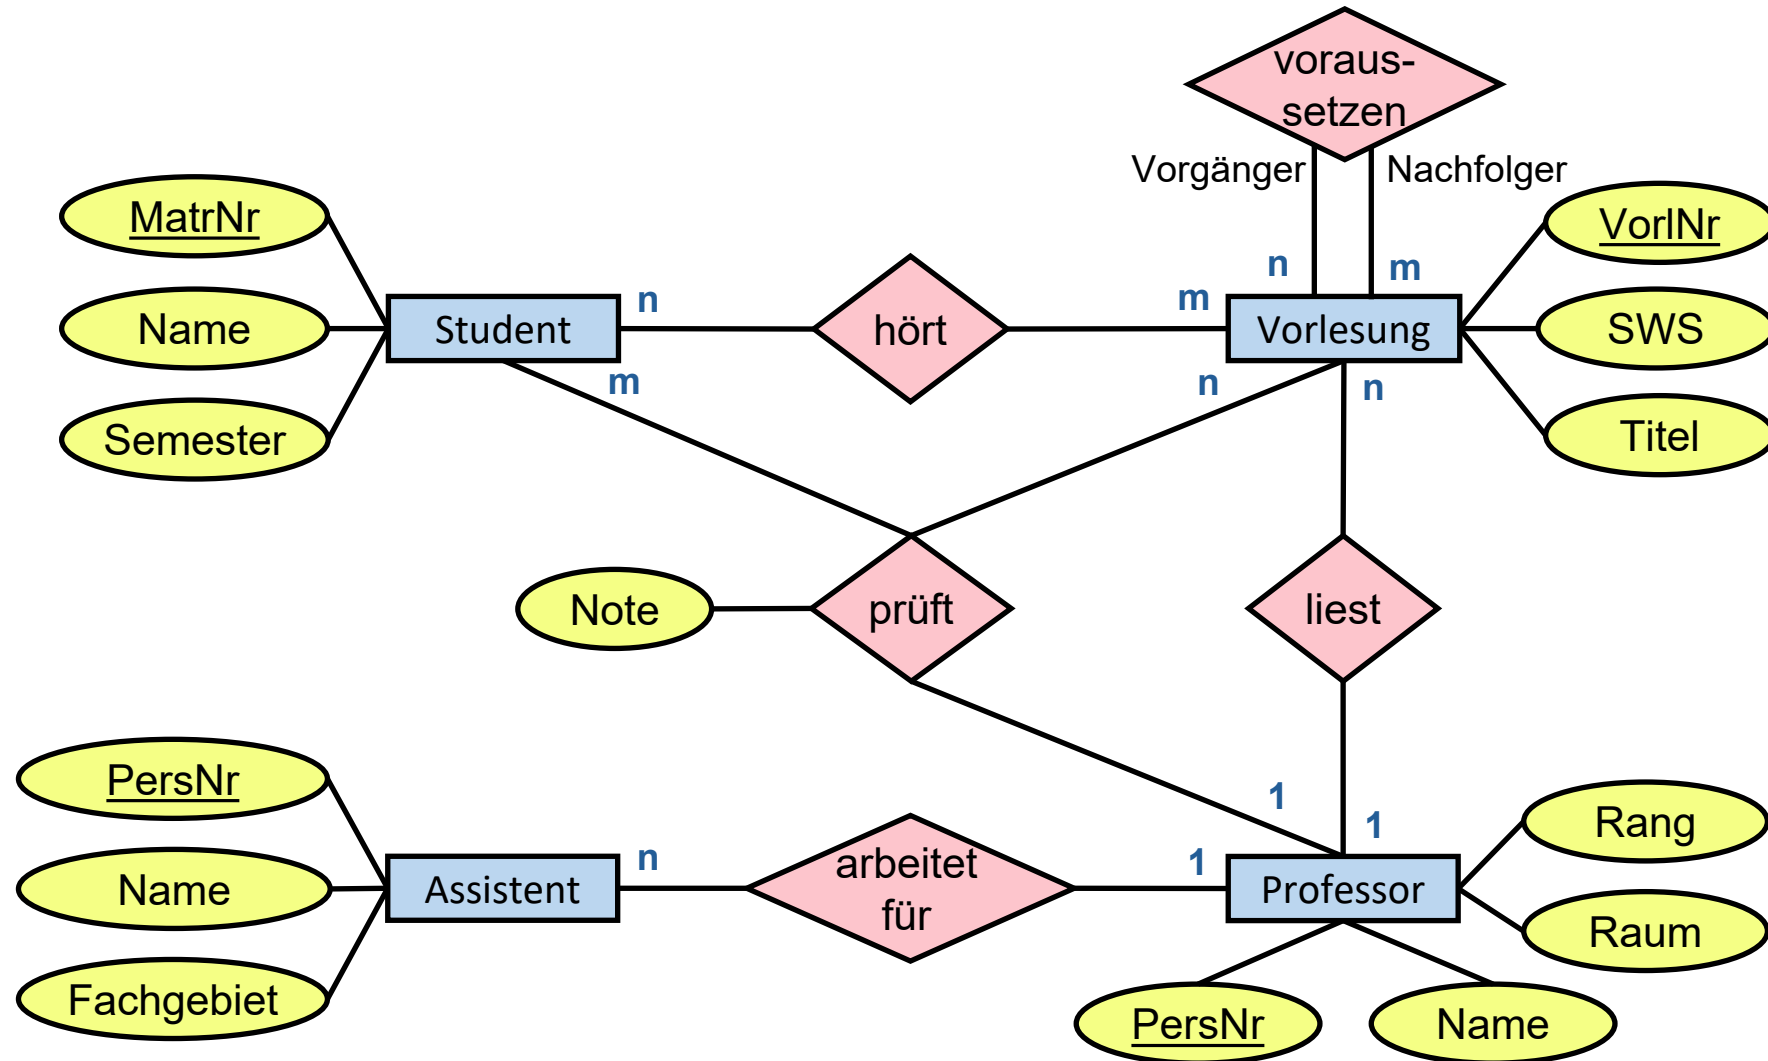 voraus-
setzen
Vorgänger
Nachfolger
MatrNr
VorlNr
n
m
n
m
Name
Student
hört
Vorlesung
SWS
m
n
n
Semester
Titel
Note
prüft
liest
PersNr
1
1
Rang
n
arbeitet
für
1
Name
Assistent
Professor
Raum
Fachgebiet
PersNr
Name